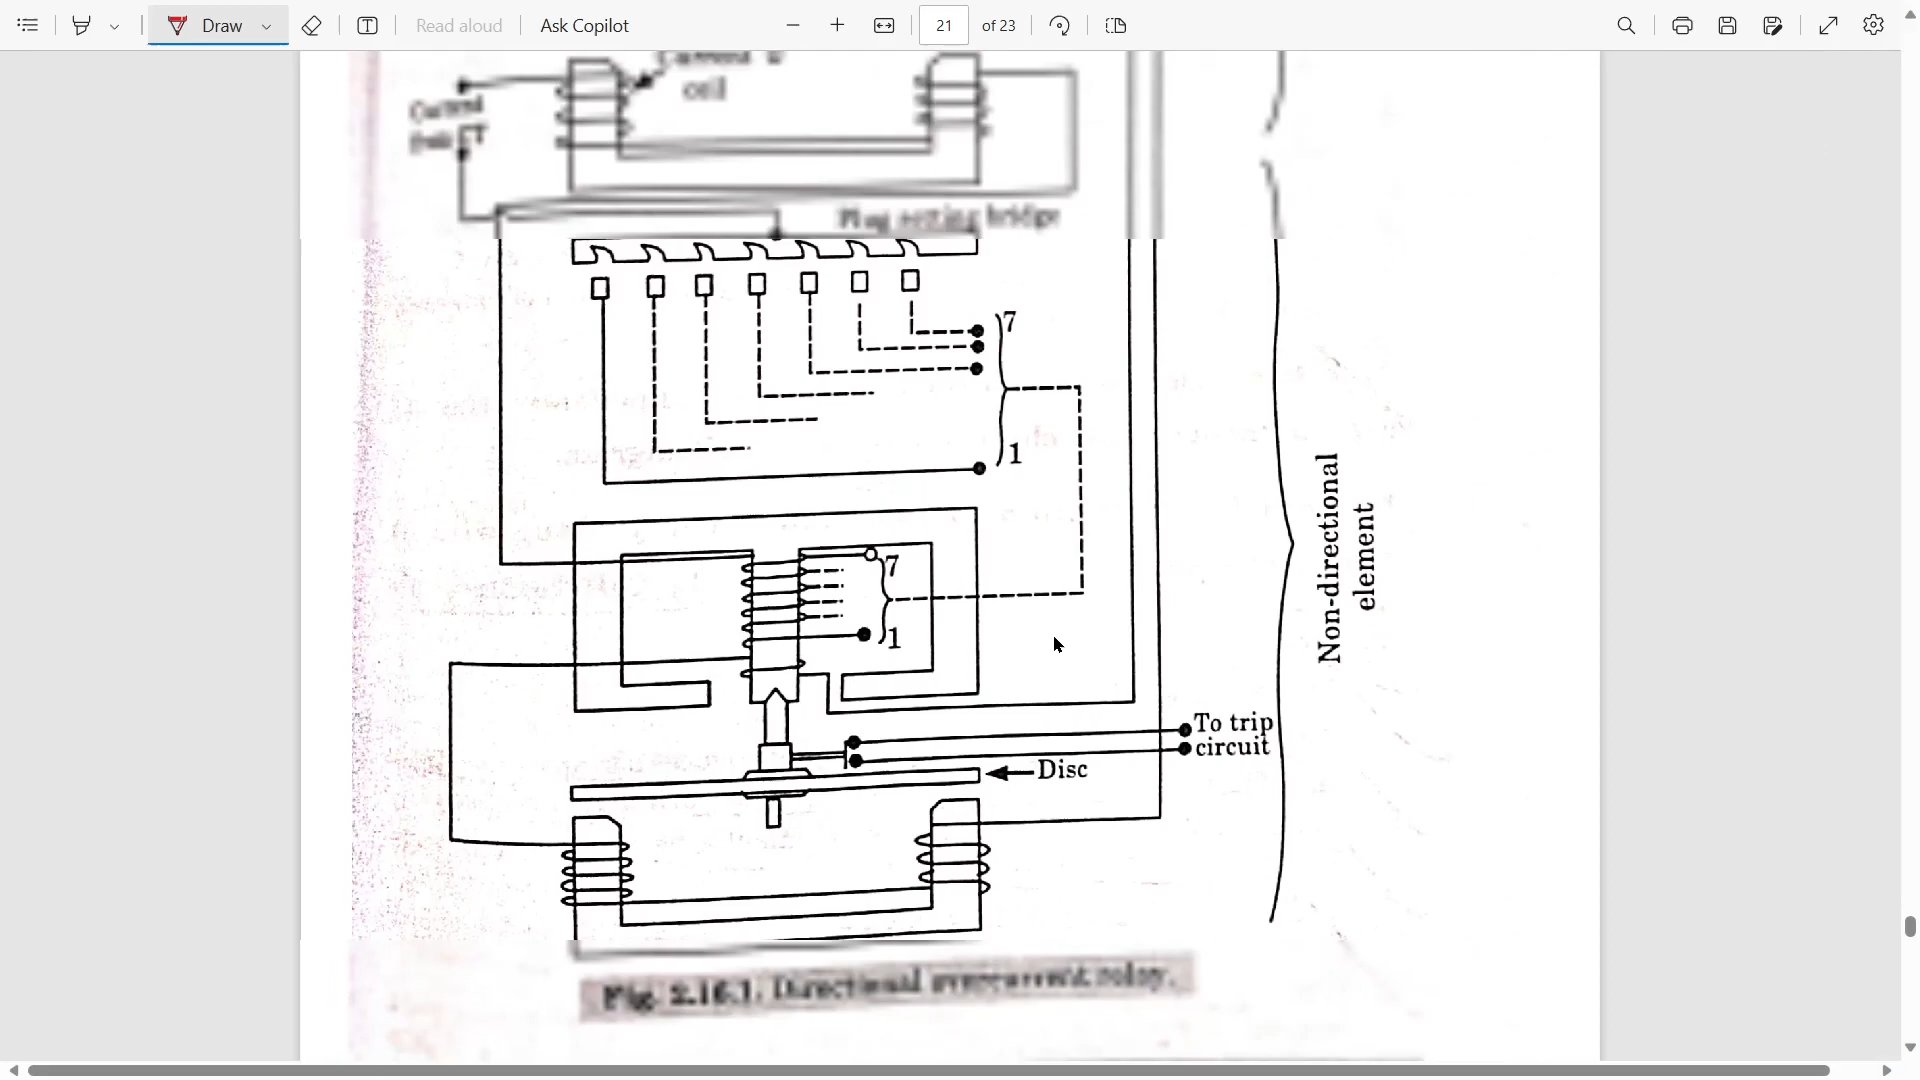 Draw
Read aloud
Ask Copilot
21
of 23
Current
coil
Current
from CT
Plug setting bridge
7
1
7
1
To trip
circuit
Disc
Non-directional
element
Fig. 2.16.1. Directional overcurrent relay.